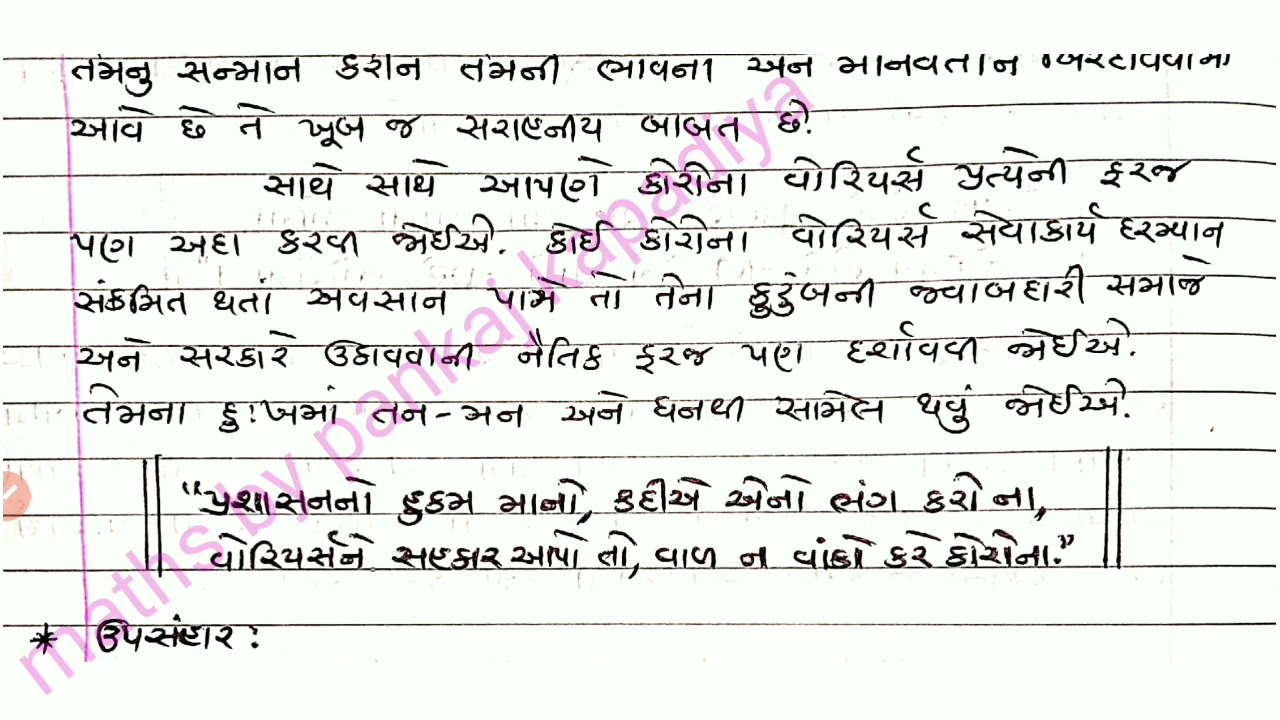 તેમનું સન્માન કરીને તેમની ભાવના અને માનવતાને બિરદાવવામાં
આવે છે તે ખૂબ જ સરાહનીય બાબત છે.
સાથે સાથે આપણે કોરોના વોરિયર્સ પ્રત્યેની ફરજ
પણ અદા કરવી જોઈએ. કોઈ કોરોના વોરિયર્સ સેવાકાર્ય દરમ્યાન
સંક્રમિત થતાં અવસાન પામે તો તેના કુટુંબની જવાબદારી સમાજે
અને સરકારે ઉઠાવવાની નૈતિક ફરજ પણ દર્શાવવી જોઈએ.
તેમના દુઃખમાં તન-મન અને ધનથી સામેલ થવું જોઈએ.
"પ્રશાસનનો હુકમ માનો, કદીએ એનો ભંગ કરો ના,
વોરિયર્સને સહકાર આપો તો, વાળ ન વાંકો કરે કોરોના."
* ઉપસંહાર :
maths by pankaj kapadiya